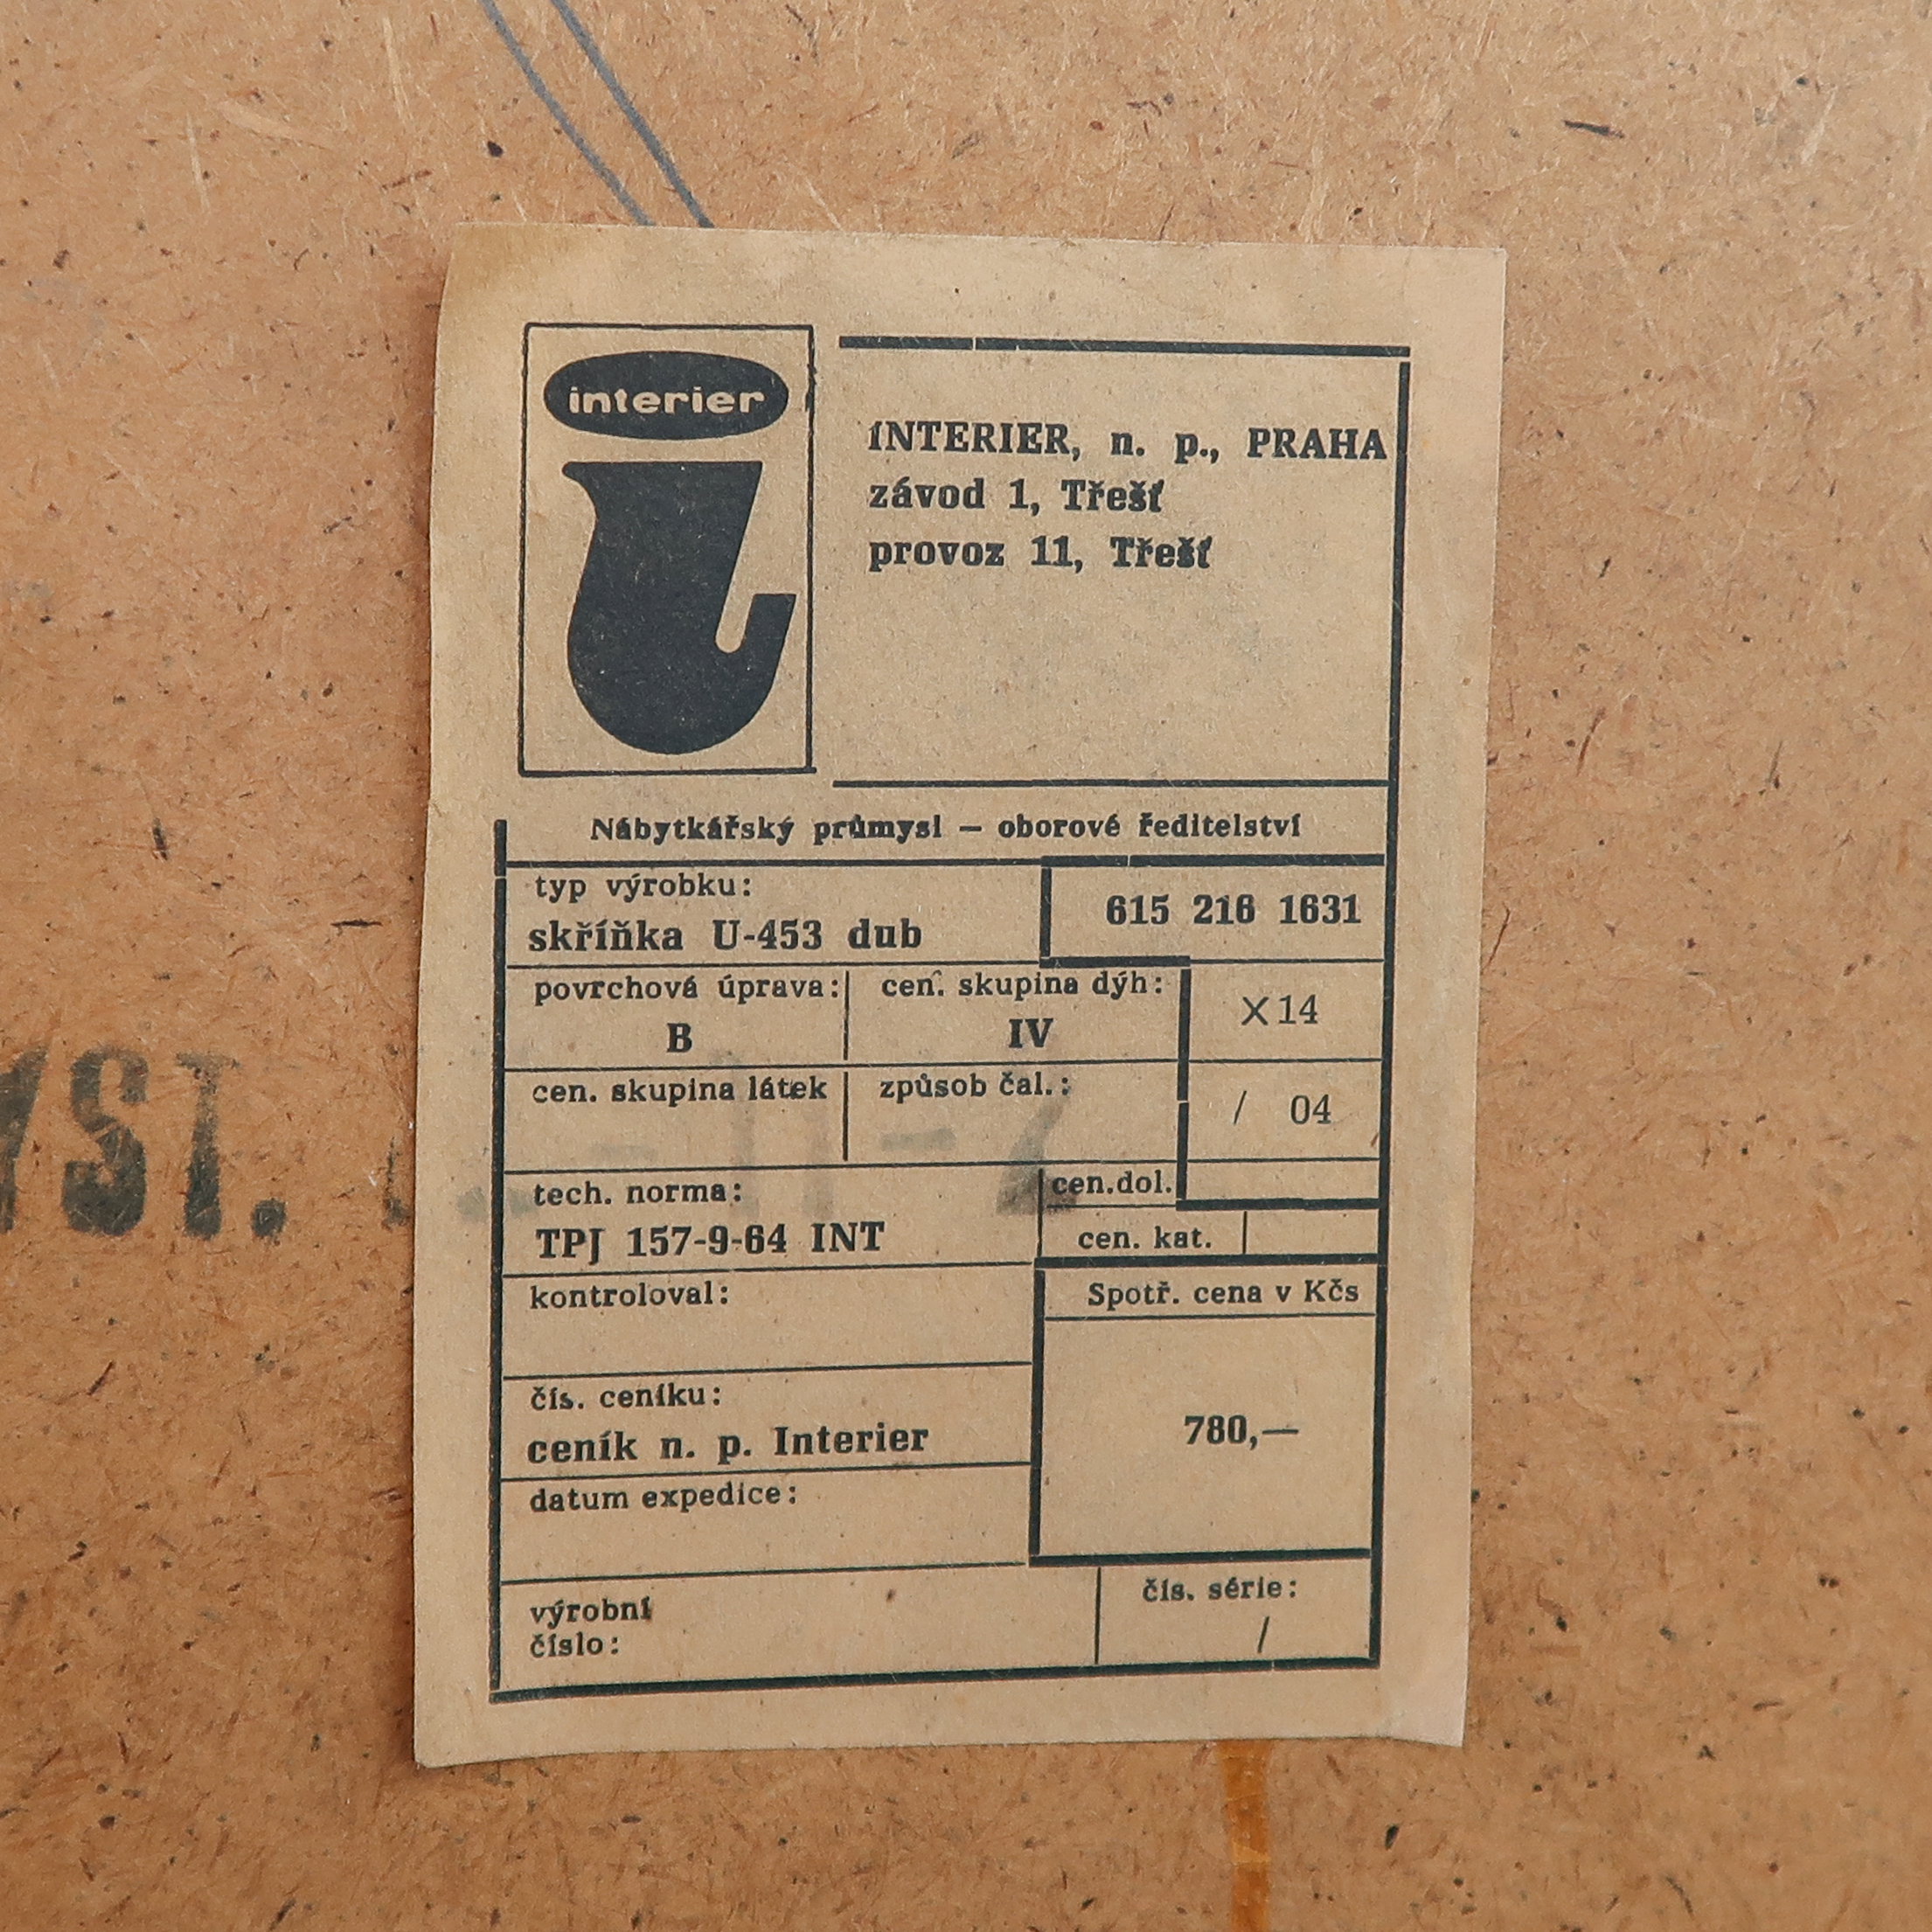 interier
INTERIER, n. p., PRAHA
závod 1, Třešť
provoz 11, Třešť
Nábytkářský průmysl — oborové ředitelství
typ výrobku:
skříňka U-453 dub
615 216 1631
povrchová úprava:
B
cen. skupina dýh:
IV
X14
cen. skupina látek
způsob čal.:
/ 04
tech. norma:
TPJ 157-9-64 INT
cen.dol.
cen. kat.
kontroloval:
Spotř. cena v Kčs
780,—
čís. ceníku:
ceník n. p. Interier
datum expedice:
výrobní
číslo:
čís. série:
/